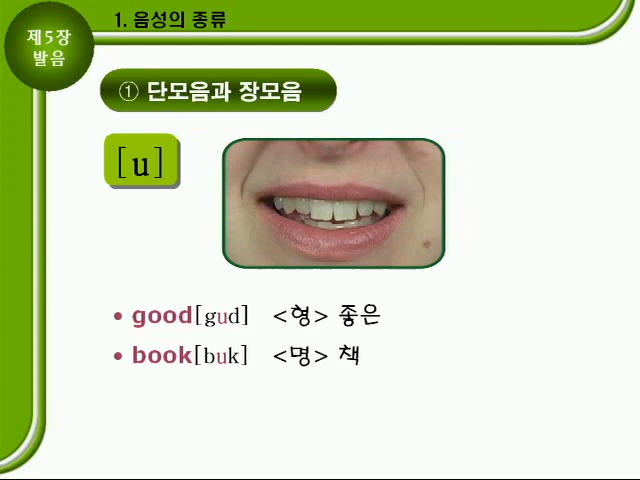 제5장
발음
1. 음성의 종류
① 단모음과 장모음
[u]
• good[gud] <형> 좋은
• book[buk] <명> 책